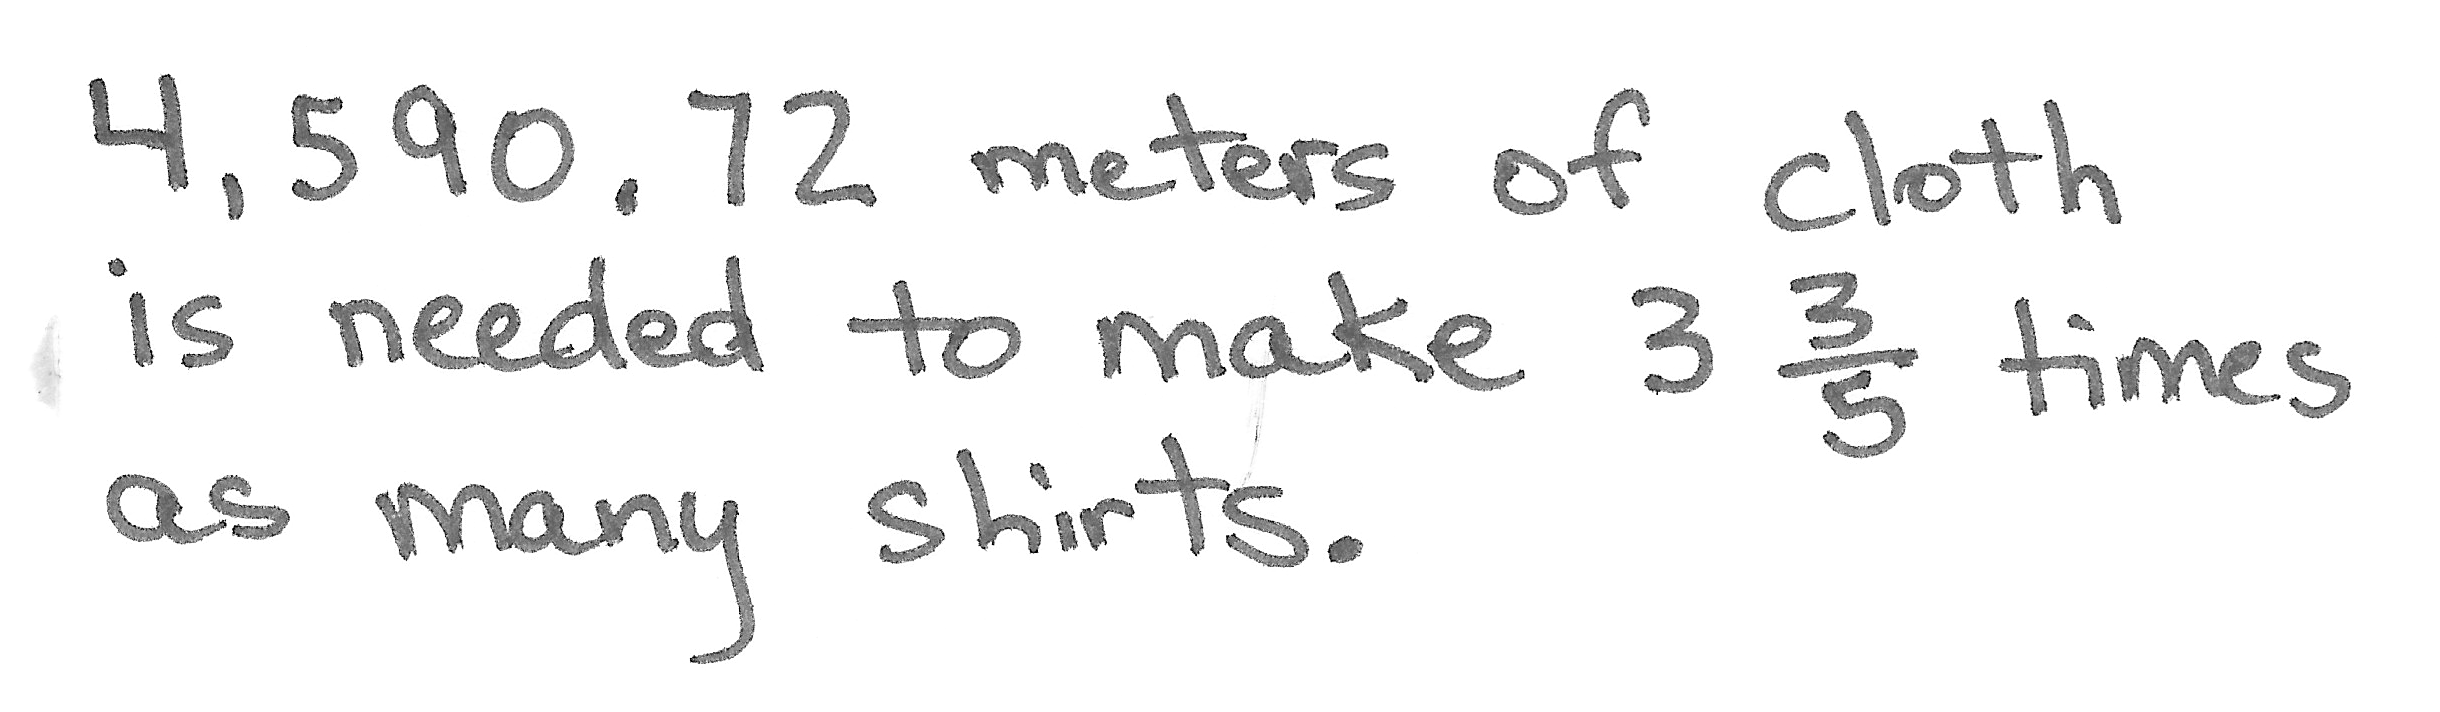 4,590.72 meters of cloth
is needed to make 3 3/5 times
as many shirts.